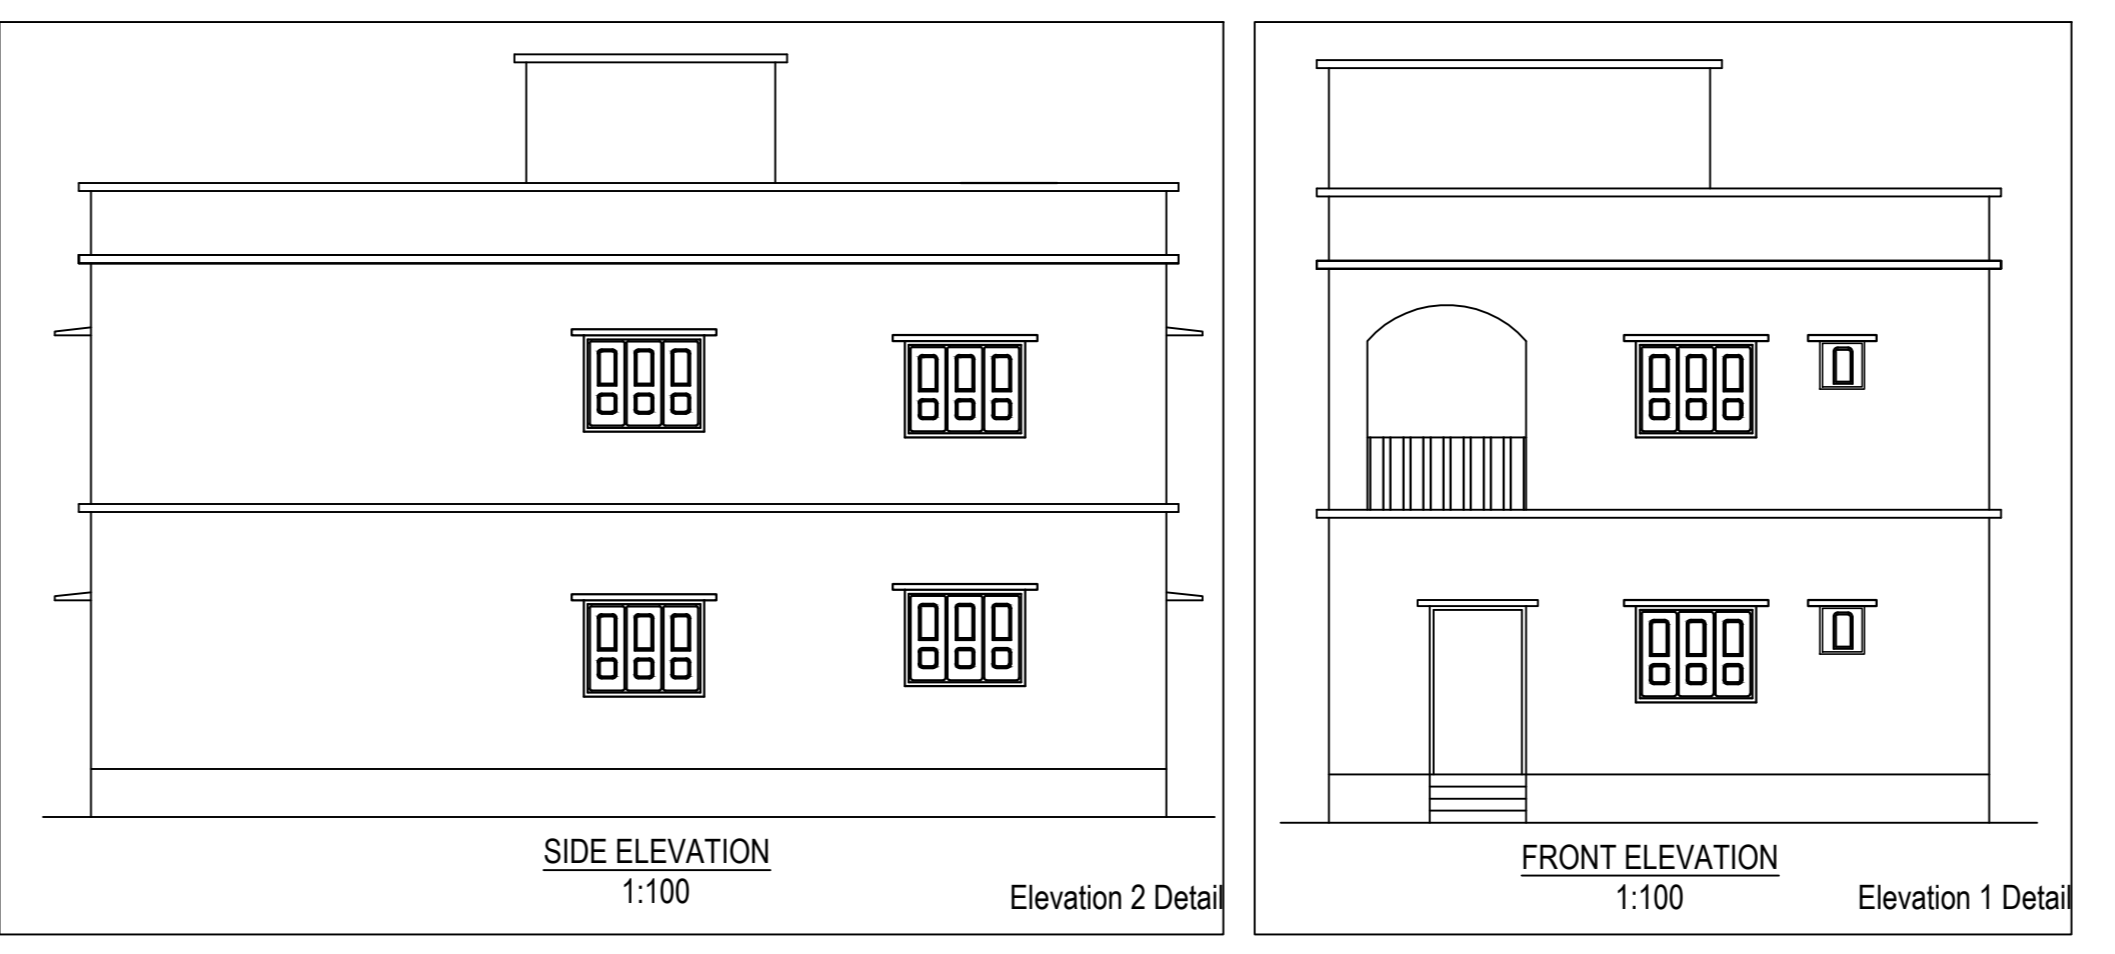 SIDE ELEVATION
1:100
Elevation 2 Detail
FRONT ELEVATION
1:100
Elevation 1 Detail